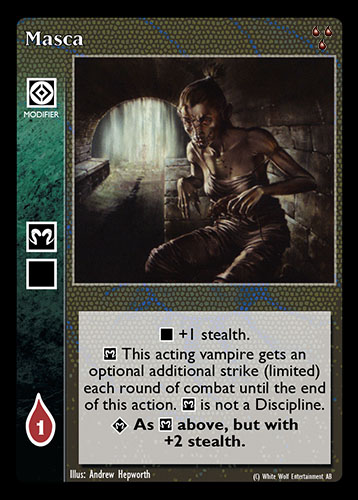 Masca
MODIFIER
+1 stealth.
This acting vampire gets an
optional additional strike (limited)
each round of combat until the end
of this action. is not a Discipline.
As above, but with
+2 stealth.
1
Illus: Andrew Hepworth
(C) White Wolf Entertainment AB